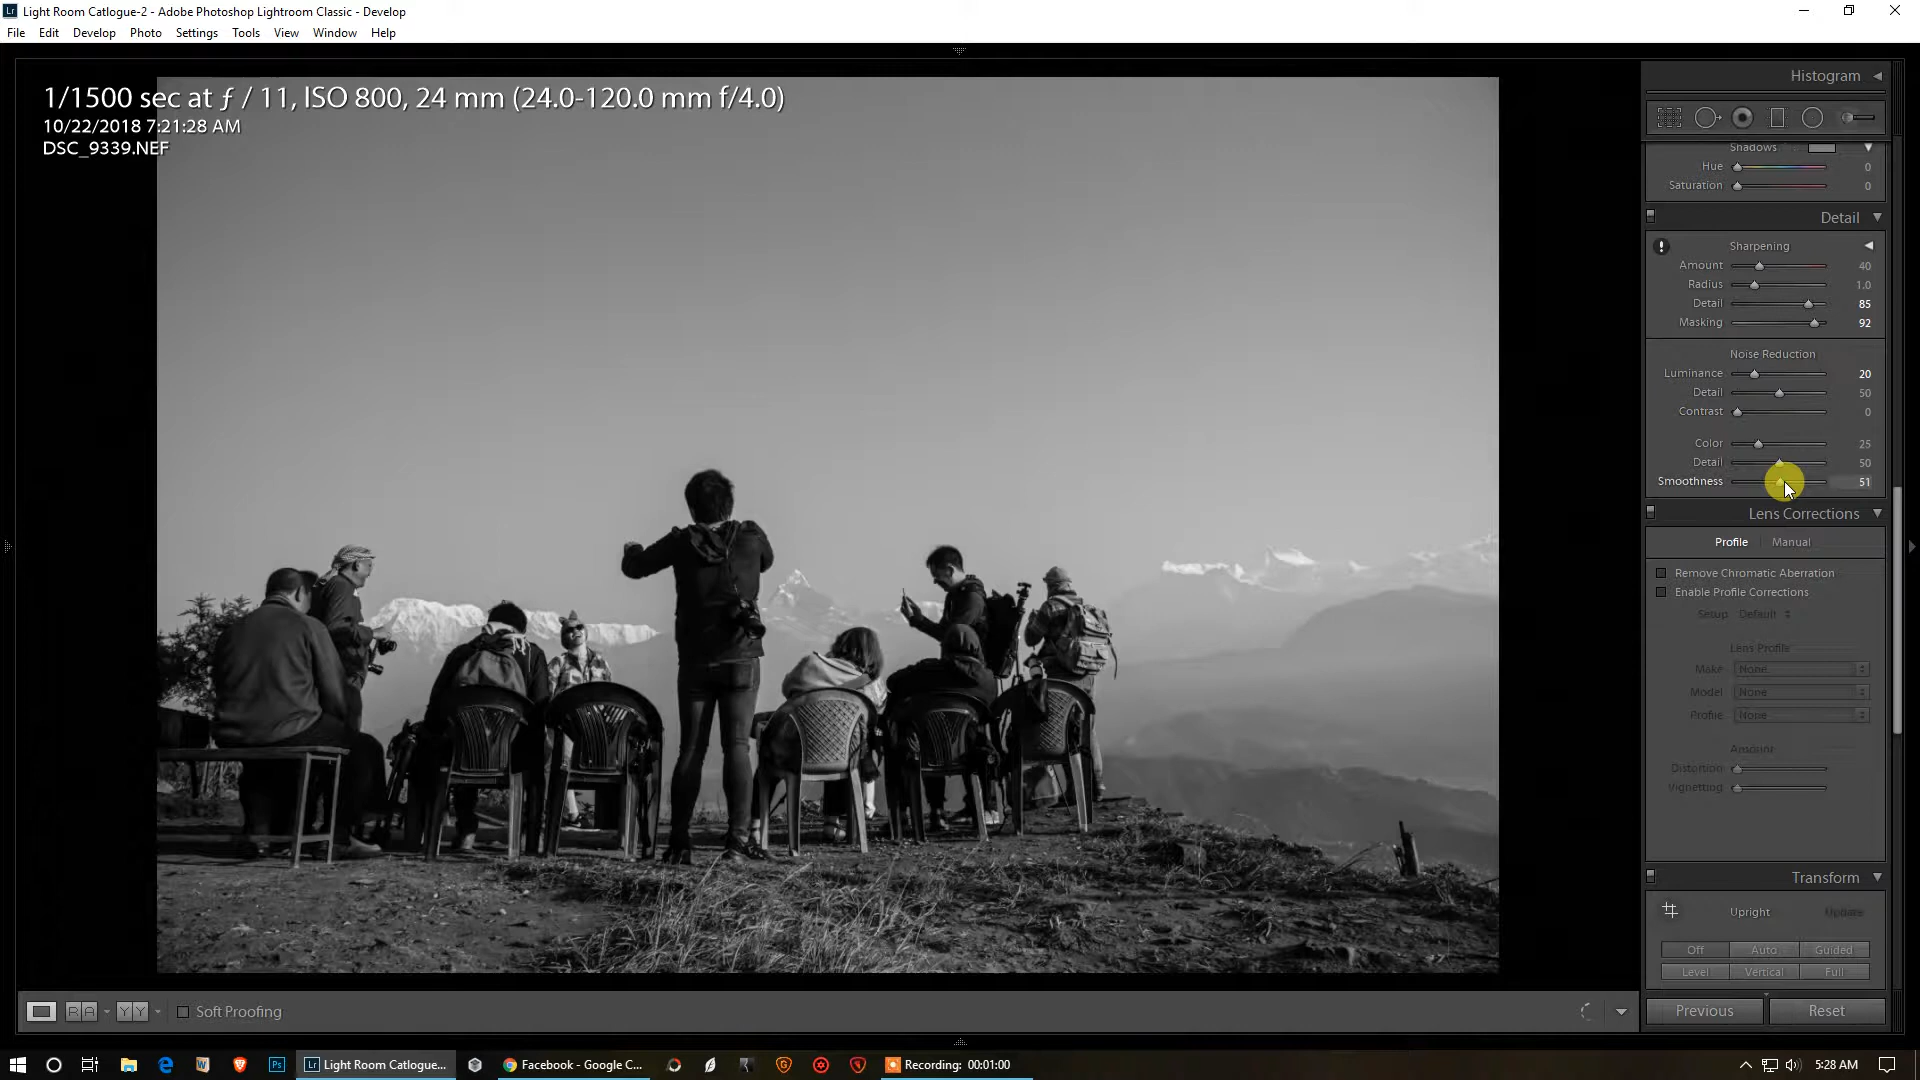 Light Room Catlogue-2 - Adobe Photoshop Lightroom Classic - Develop
File Edit Develop Photo Settings Tools View Window Help
1/1500 sec at ƒ / 11, ISO 800, 24 mm (24.0-120.0 mm f/4.0)
10/22/2018 7:21:28 AM
DSC_9339.NEF
Histogram
Shadows
Hue 0
Saturation 0
Detail
Sharpening
Amount 40
Radius 1.0
Detail 85
Masking 92
Noise Reduction
Luminance 20
Detail 50
Contrast 0
Color 25
Detail 50
Smoothness 51
Lens Corrections
Profile Manual
Remove Chromatic Aberration
Enable Profile Corrections
Setup Default
Lens Profile
Make None
Model None
Profile None
Amount
Distortion
Vignetting
Transform
Upright Update
Off Auto Guided
Level Vertical Full
Previous Reset
R A Y Y Soft Proofing
Lr Light Room Catlogue... Facebook - Google C... Recording: 00:01:00 5:28 AM